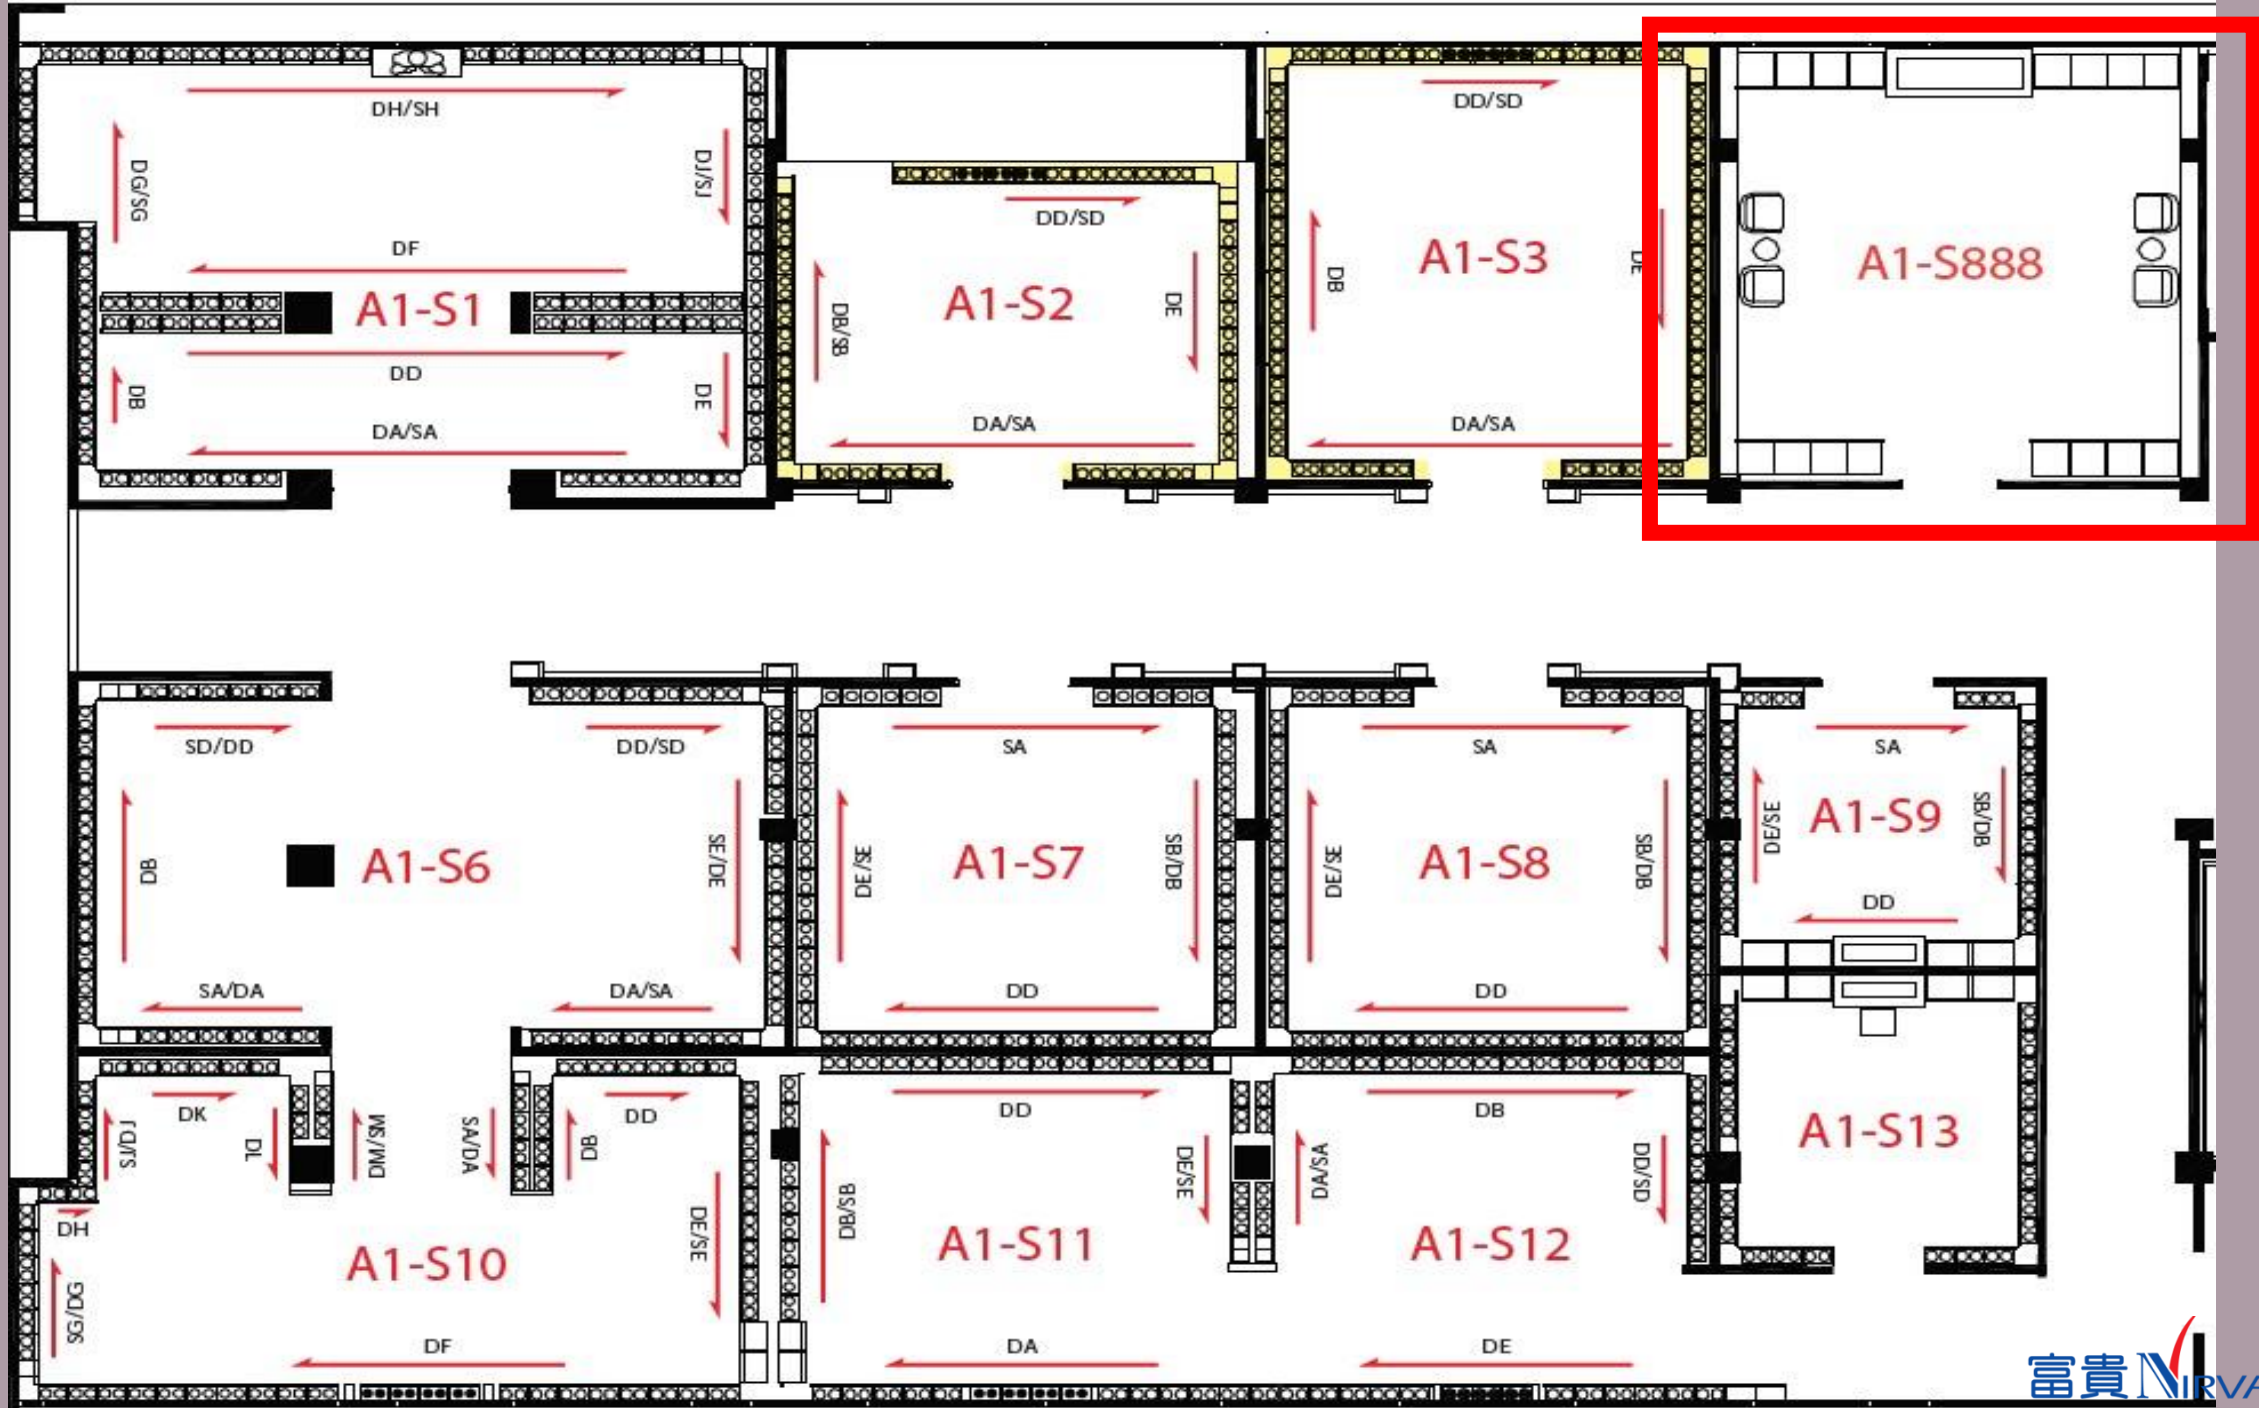 DH/SH
DG/SG
DJ/SJ
DF
A1-S1
DD
DB
DE
DA/SA
DD/SD
A1-S2
DB/SB
DE
DA/SA
DD/SD
A1-S3
DB
DE
DA/SA
A1-S888
SD/DD
DD/SD
DB
A1-S6
SE/DE
SA/DA
DA/SA
SA
DE/SE
A1-S7
SB/DB
DD
SA
DE/SE
A1-S8
SB/DB
DD
SA
DE/SE
A1-S9
SB/DB
DD
DK
SJ/DJ
DL
DM/SM
SA/DA
DB
DD
DH
DE/SE
A1-S10
SG/DG
DF
DD
DB/SB
DE/SE
A1-S11
DA
DB
DA/SA
DD/SD
A1-S12
DE
A1-S13
富貴 NIRVA